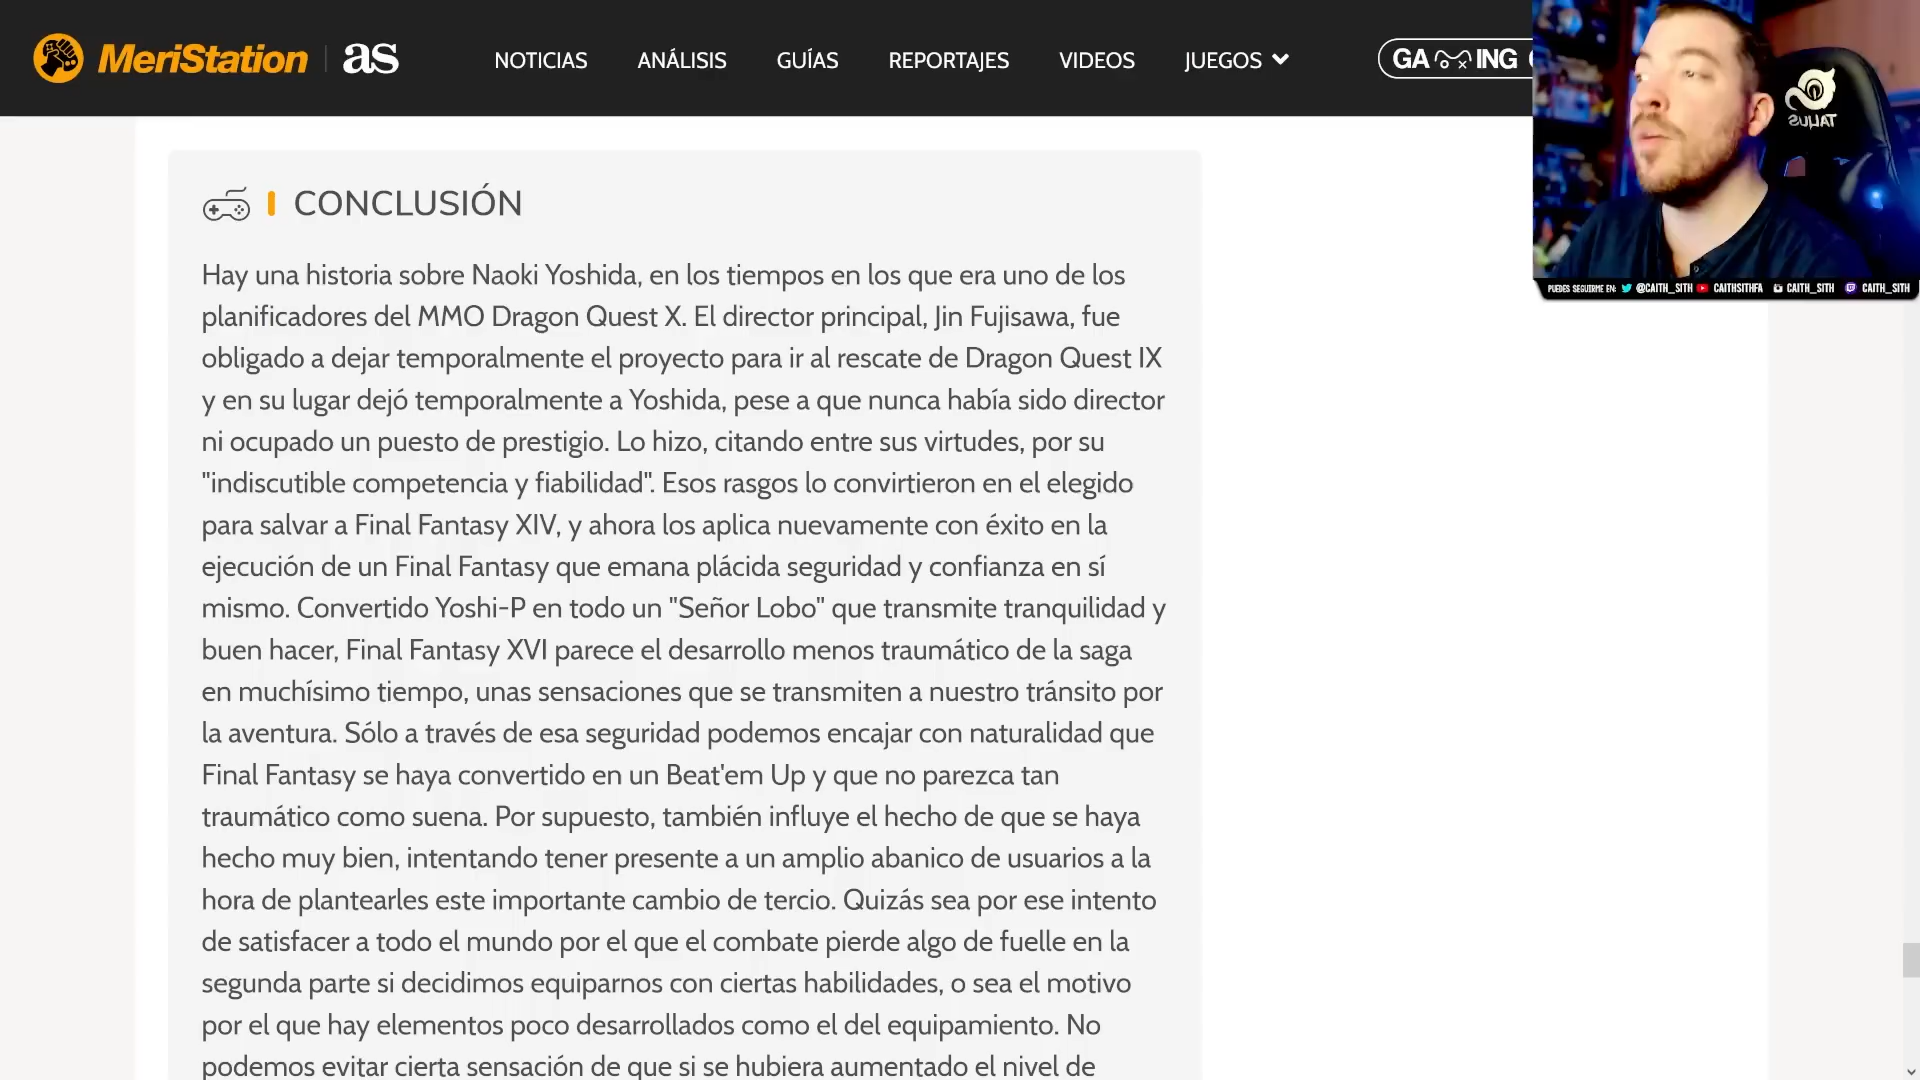 MeriStation as
NOTICIAS ANÁLISIS GUÍAS REPORTAJES VIDEOS JUEGOS
GAMING
TALIUS
PUEDES SEGUIRME EN: @CAITH_SITH CAITHSITHFA CAITH_SITH CAITH_SITH
CONCLUSIÓN
Hay una historia sobre Naoki Yoshida, en los tiempos en los que era uno de los
planificadores del MMO Dragon Quest X. El director principal, Jin Fujisawa, fue
obligado a dejar temporalmente el proyecto para ir al rescate de Dragon Quest IX
y en su lugar dejó temporalmente a Yoshida, pese a que nunca había sido director
ni ocupado un puesto de prestigio. Lo hizo, citando entre sus virtudes, por su
"indiscutible competencia y fiabilidad". Esos rasgos lo convirtieron en el elegido
para salvar a Final Fantasy XIV, y ahora los aplica nuevamente con éxito en la
ejecución de un Final Fantasy que emana plácida seguridad y confianza en sí
mismo. Convertido Yoshi-P en todo un "Señor Lobo" que transmite tranquilidad y
buen hacer, Final Fantasy XVI parece el desarrollo menos traumático de la saga
en muchísimo tiempo, unas sensaciones que se transmiten a nuestro tránsito por
la aventura. Sólo a través de esa seguridad podemos encajar con naturalidad que
Final Fantasy se haya convertido en un Beat'em Up y que no parezca tan
traumático como suena. Por supuesto, también influye el hecho de que se haya
hecho muy bien, intentando tener presente a un amplio abanico de usuarios a la
hora de plantearles este importante cambio de tercio. Quizás sea por ese intento
de satisfacer a todo el mundo por el que el combate pierde algo de fuelle en la
segunda parte si decidimos equiparnos con ciertas habilidades, o sea el motivo
por el que hay elementos poco desarrollados como el del equipamiento. No
podemos evitar cierta sensación de que si se hubiera aumentado el nivel de